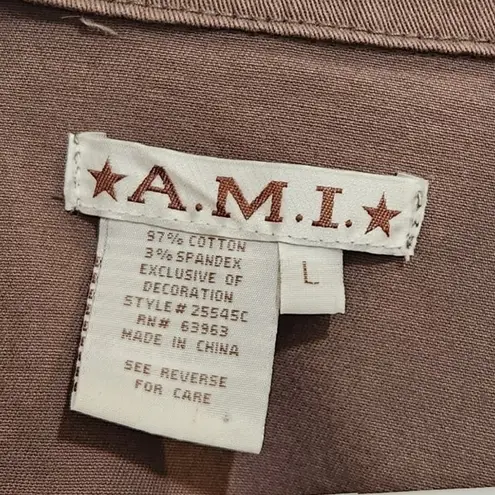 ★A.M.I.★
97% COTTON
3% SPANDEX
EXCLUSIVE OF
DECORATION
STYLE# 25545C
RN# 63963
MADE IN CHINA
SEE REVERSE
FOR CARE
L